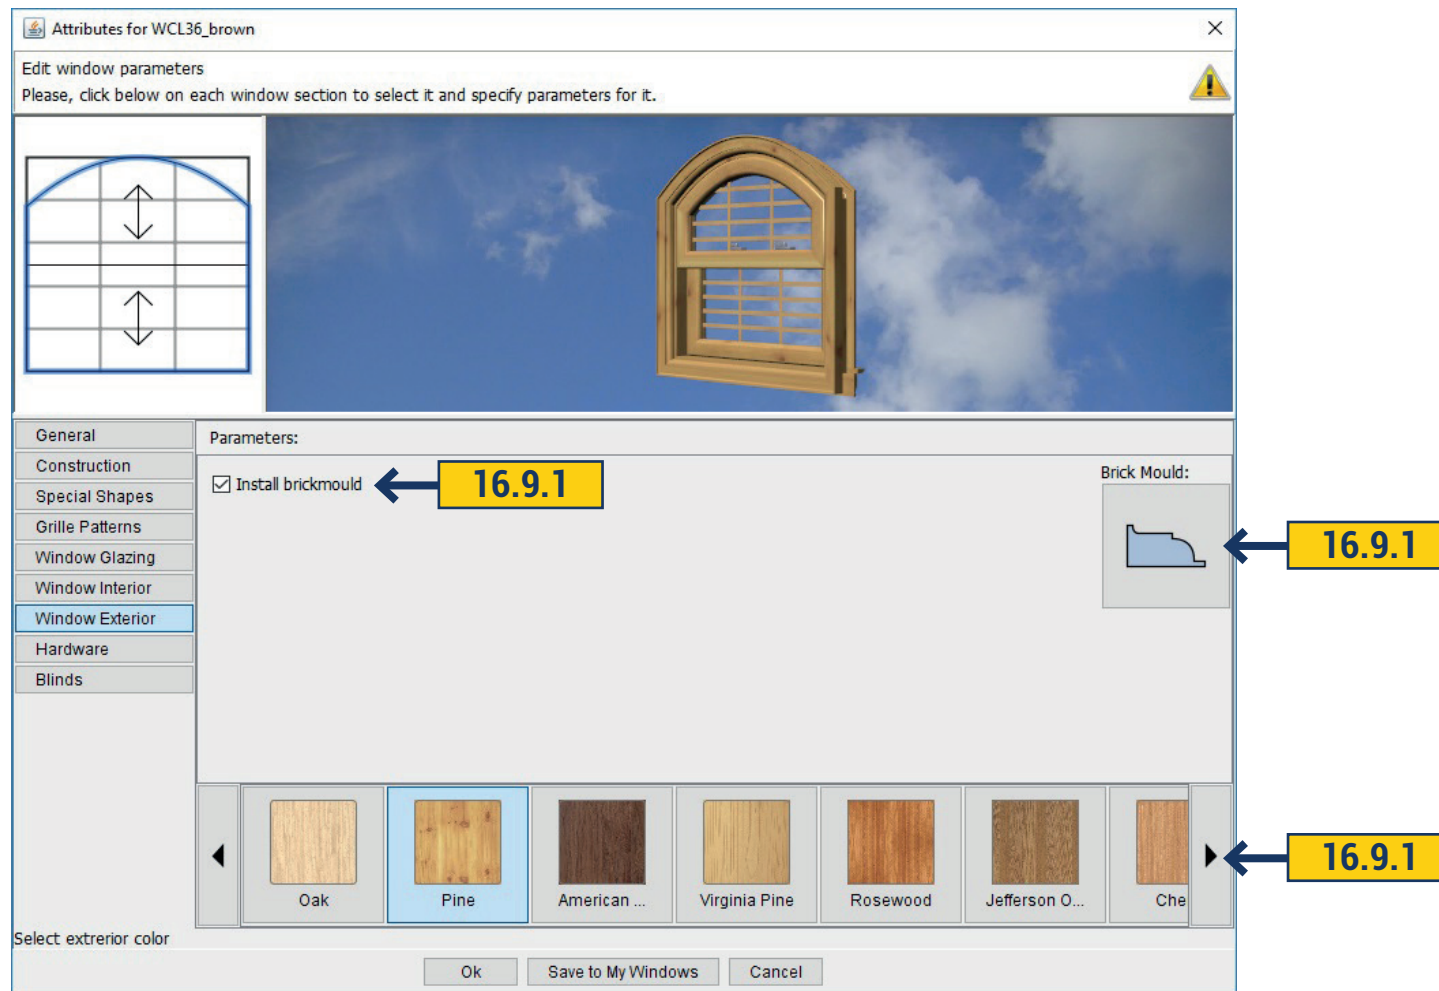 Attributes for WCL36_brown
Edit window parameters
Please, click below on each window section to select it and specify parameters for it.
General
Construction
Special Shapes
Grille Patterns
Window Glazing
Window Interior
Window Exterior
Hardware
Blinds
Parameters:
Install brickmould
16.9.1
Brick Mould:
16.9.1
Oak
Pine
American ...
Virginia Pine
Rosewood
Jefferson O...
Che
16.9.1
Select extrerior color
Ok
Save to My Windows
Cancel